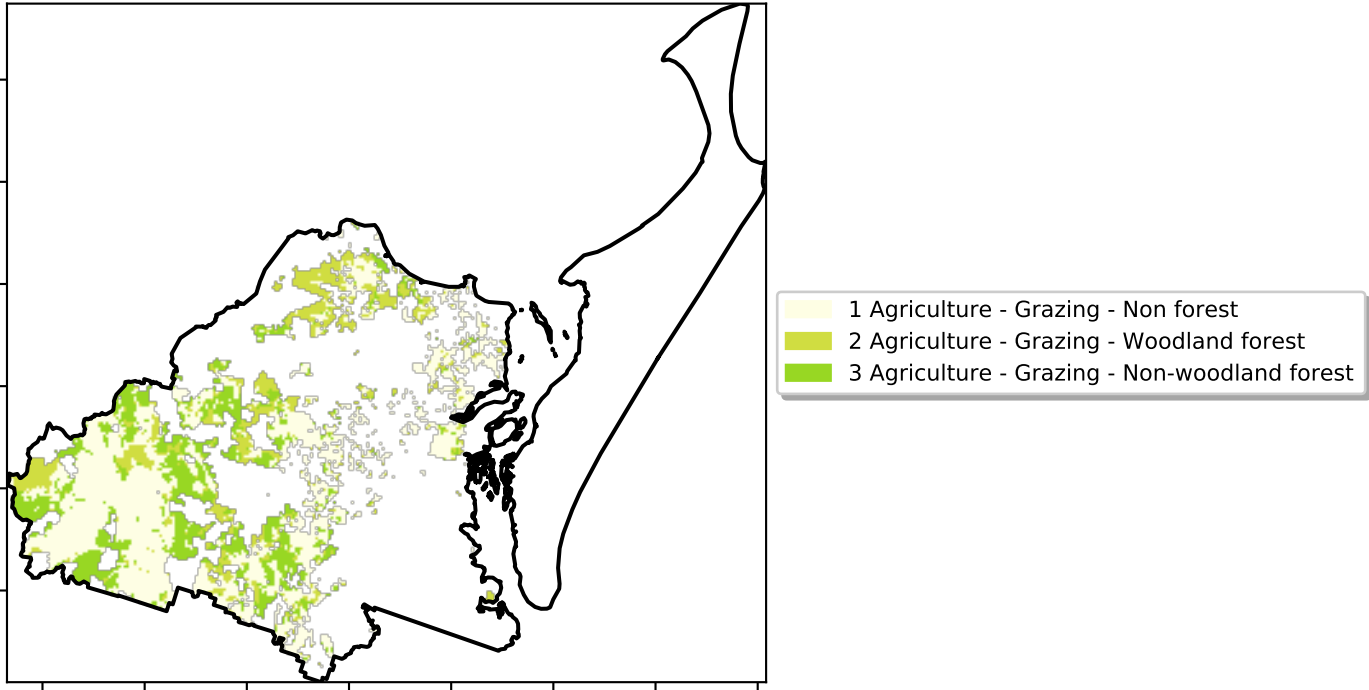 1 Agriculture - Grazing - Non forest
2 Agriculture - Grazing - Woodland forest
3 Agriculture - Grazing - Non-woodland forest